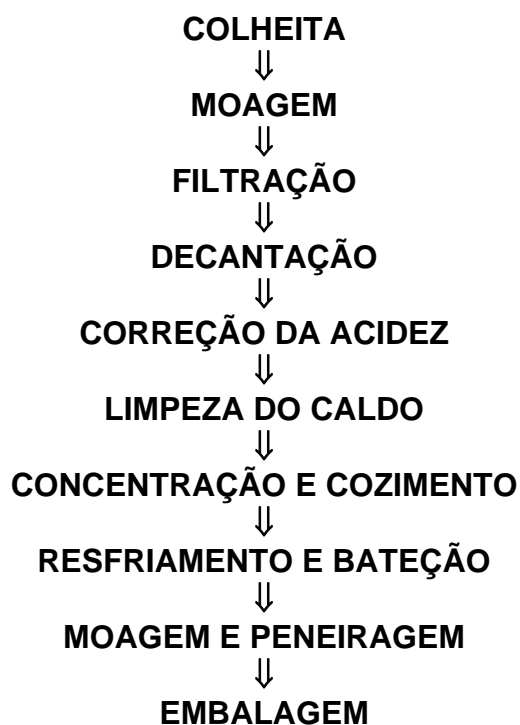 COLHEITA
⇓
MOAGEM
⇓
FILTRAÇÃO
⇓
DECANTAÇÃO
⇓
CORREÇÃO DA ACIDEZ
⇓
LIMPEZA DO CALDO
⇓
CONCENTRAÇÃO E COZIMENTO
⇓
RESFRIAMENTO E BATEÇÃO
⇓
MOAGEM E PENEIRAGEM
⇓
EMBALAGEM